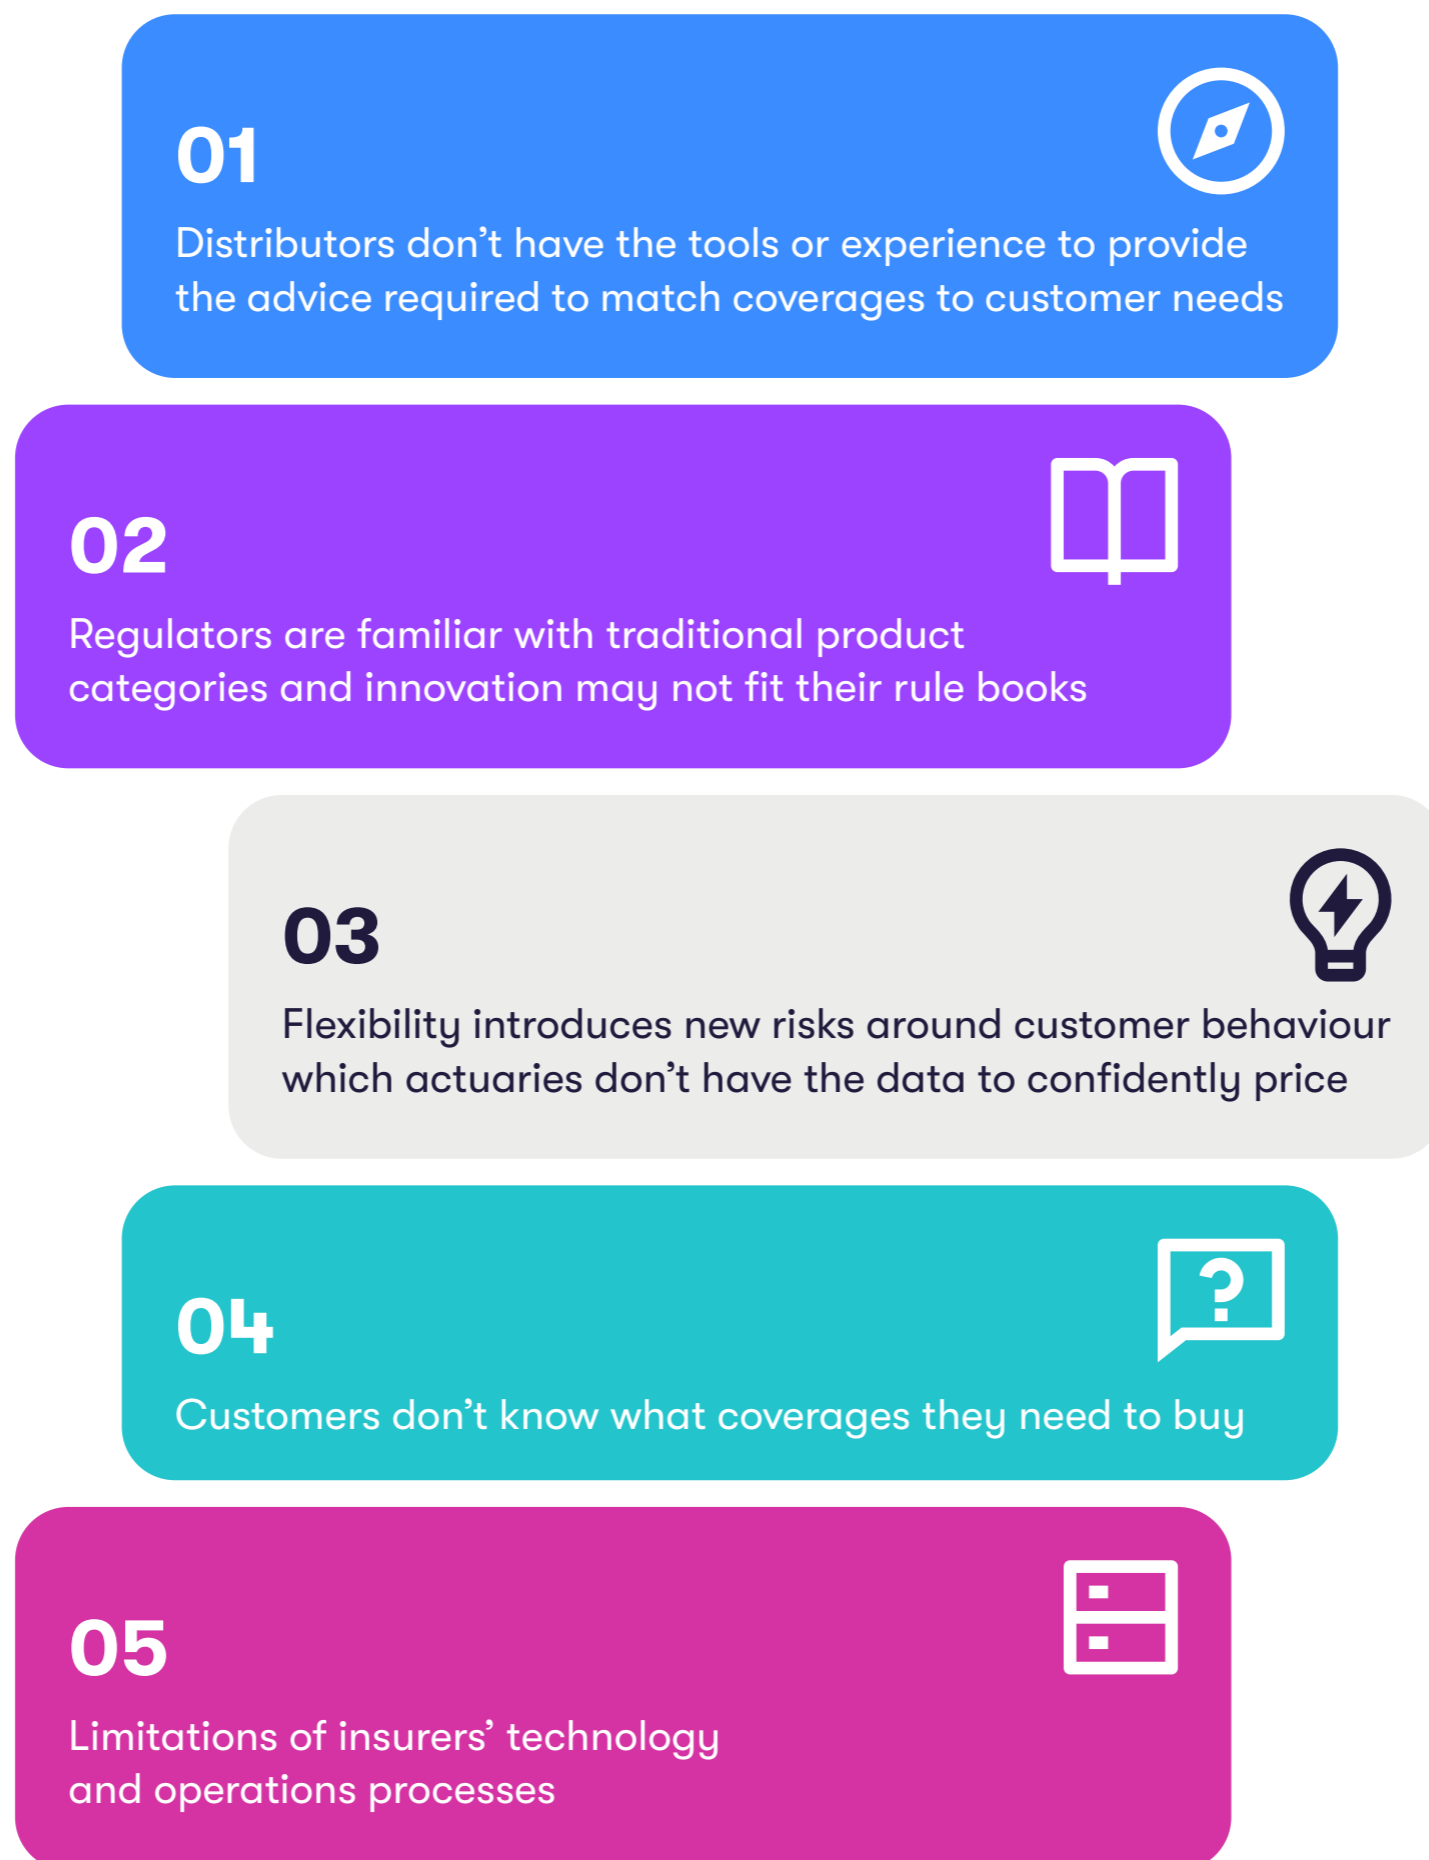 01
Distributors don’t have the tools or experience to provide
the advice required to match coverages to customer needs
02
Regulators are familiar with traditional product
categories and innovation may not fit their rule books
03
Flexibility introduces new risks around customer behaviour
which actuaries don’t have the data to confidently price
?
04
Customers don’t know what coverages they need to buy
05
Limitations of insurers’ technology
and operations processes